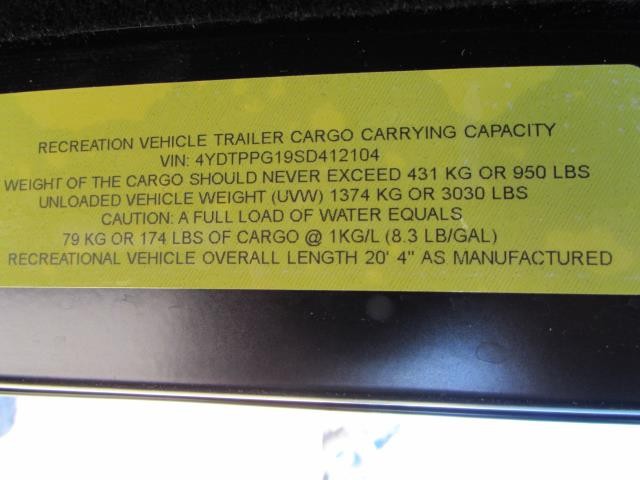 RECREATION VEHICLE TRAILER CARGO CARRYING CAPACITY
VIN: 4YDTPPG19SD412104
WEIGHT OF THE CARGO SHOULD NEVER EXCEED 431 KG OR 950 LBS
UNLOADED VEHICLE WEIGHT (UVW) 1374 KG OR 3030 LBS
CAUTION: A FULL LOAD OF WATER EQUALS
79 KG OR 174 LBS OF CARGO @ 1KG/L (8.3 LB/GAL)
RECREATIONAL VEHICLE OVERALL LENGTH 20' 4" AS MANUFACTURED